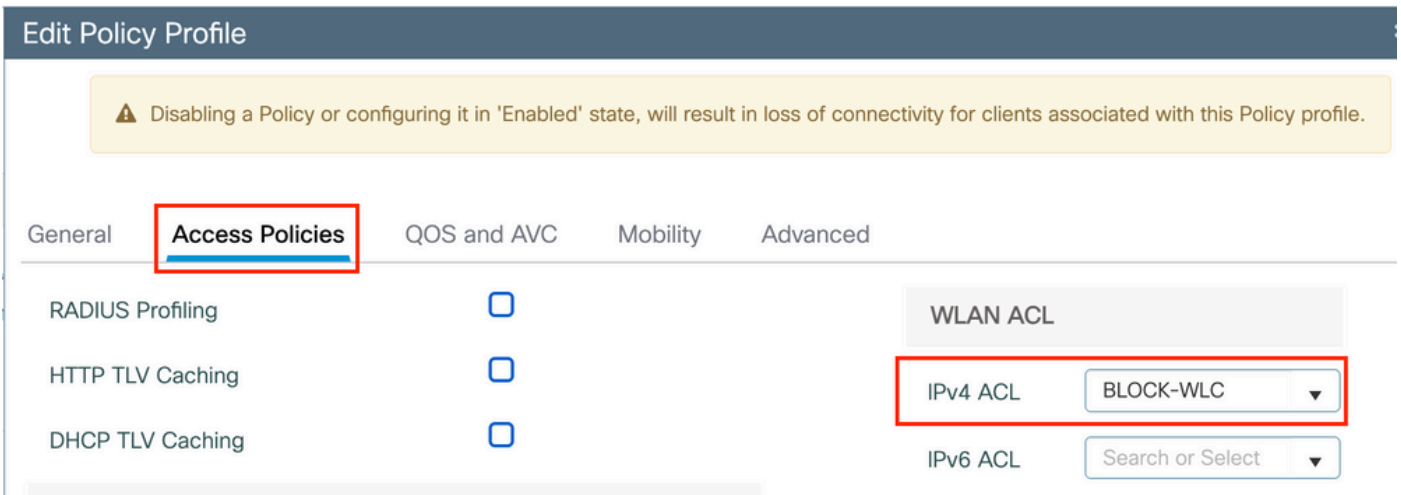 Edit Policy Profile
Disabling a Policy or configuring it in 'Enabled' state, will result in loss of connectivity for clients associated with this Policy profile.
General Access Policies QOS and AVC Mobility Advanced
RADIUS Profiling
HTTP TLV Caching
DHCP TLV Caching
WLAN ACL
IPv4 ACL BLOCK-WLC
IPv6 ACL Search or Select